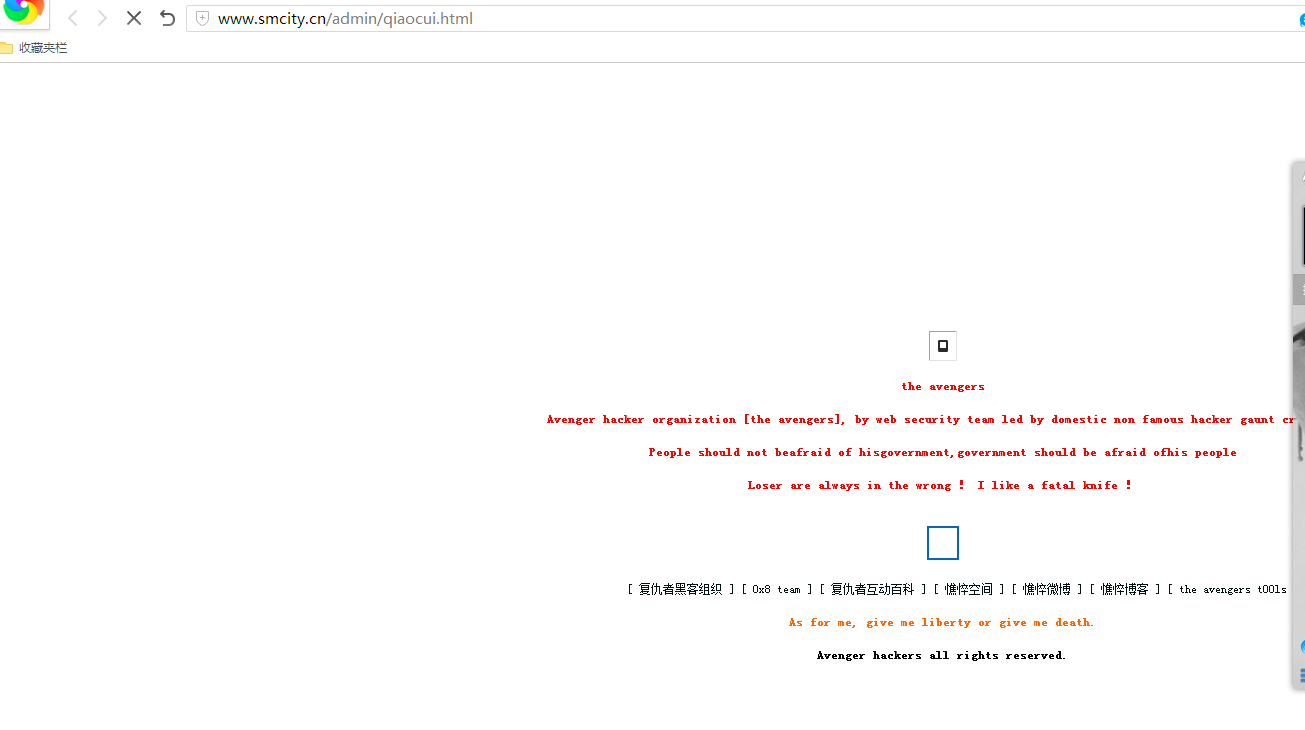 www.smcity.cn/admin/qiaocui.html
收藏夹栏
the avengers
Avenger hacker organization [the avengers], by web security team led by domestic non famous hacker gaunt cr
People should not beafraid of hisgovernment,government should be afraid ofhis people
Loser are always in the wrong！ I like a fatal knife！
[ 复仇者黑客组织 ] [ 0x8 team ] [ 复仇者互动百科 ] [ 憔悴空间 ] [ 憔悴微博 ] [ 憔悴博客 ] [ the avengers t00ls
As for me, give me liberty or give me death.
Avenger hackers all rights reserved.